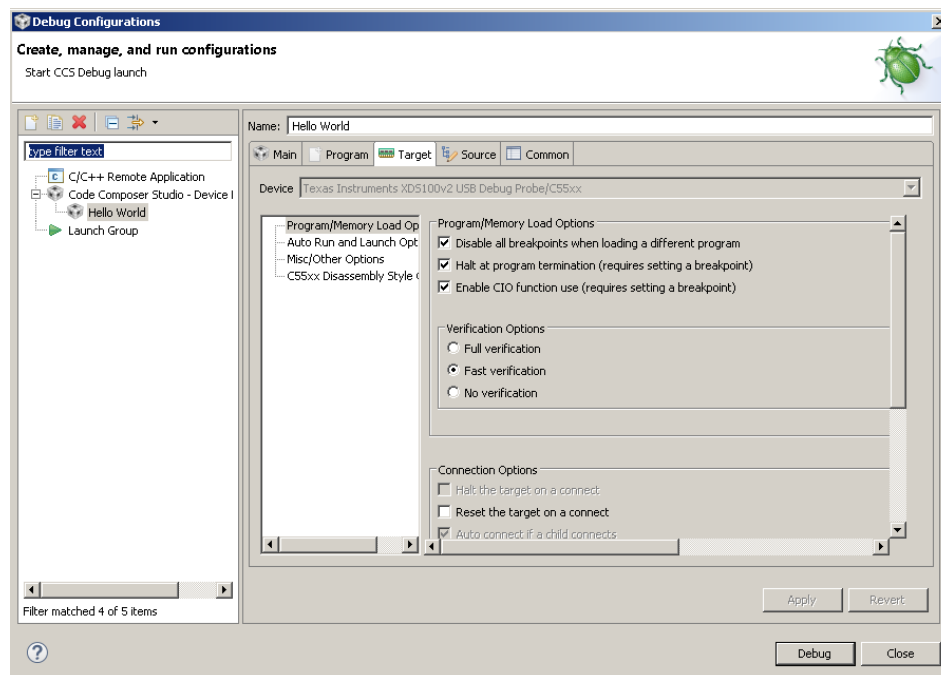 Debug Configurations
Create, manage, and run configurations
Start CCS Debug launch
type filter text
C/C++ Remote Application
Code Composer Studio - Device
Hello World
Launch Group
Filter matched 4 of 5 items
Name: Hello World
Main Program Target Source Common
Device Texas Instruments XDS100v2 USB Debug Probe/C55xx
Program/Memory Load Op
Auto Run and Launch Opt
Misc/Other Options
C55xx Disassembly Style
Program/Memory Load Options
Disable all breakpoints when loading a different program
Halt at program termination (requires setting a breakpoint)
Enable CIO function use (requires setting a breakpoint)
Verification Options
Full verification
Fast verification
No verification
Connection Options
Halt the target on a connect
Reset the target on a connect
Auto connect if a child connects
Apply Revert
? Debug Close